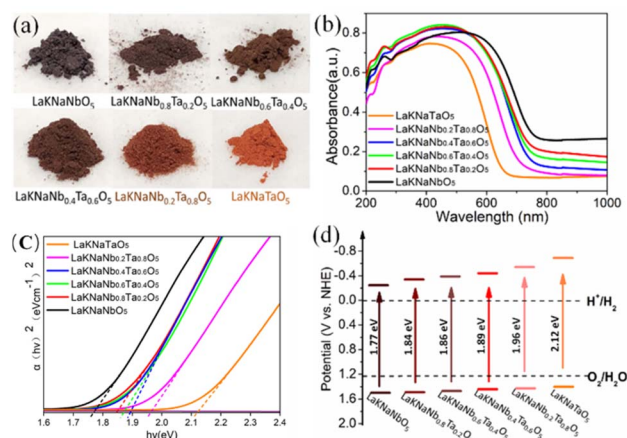 (a)
LaKNaNbO5
LaKNaNb0.8Ta0.2O5
LaKNaNb0.6Ta0.4O5
LaKNaNb0.4Ta0.6O5
LaKNaNb0.2Ta0.8O5
LaKNaTaO5
(b)
Absorbance(a.u.)
0.8
0.6
0.4
0.2
0.0
LaKNaTaO5
LaKNaNb0.2Ta0.8O5
LaKNaNb0.4Ta0.6O5
LaKNaNb0.6Ta0.4O5
LaKNaNb0.8Ta0.2O5
LaKNaNbO5
200 400 600 800 1000
Wavelength (nm)
(C)
α (hν) 2 (eVcm-1) 2
LaKNaTaO5
LaKNaNb0.2Ta0.8O5
LaKNaNb0.4Ta0.6O5
LaKNaNb0.6Ta0.4O5
LaKNaNb0.8Ta0.2O5
LaKNaNbO5
1.6 1.7 1.8 1.9 2.0 2.1 2.2 2.3 2.4
hν(eV)
(d)
Potential (V vs. NHE)
-0.8
-0.4
0.0
0.4
0.8
1.2
1.6
2.0
H+/H2
O2/H2O
1.77 eV
1.84 eV
1.86 eV
1.89 eV
1.96 eV
2.12 eV
LaKNaNbO5
LaKNaNb0.8Ta0.2O5
LaKNaNb0.6Ta0.4O5
LaKNaNb0.4Ta0.6O5
LaKNaNb0.2Ta0.8O5
LaKNaTaO5